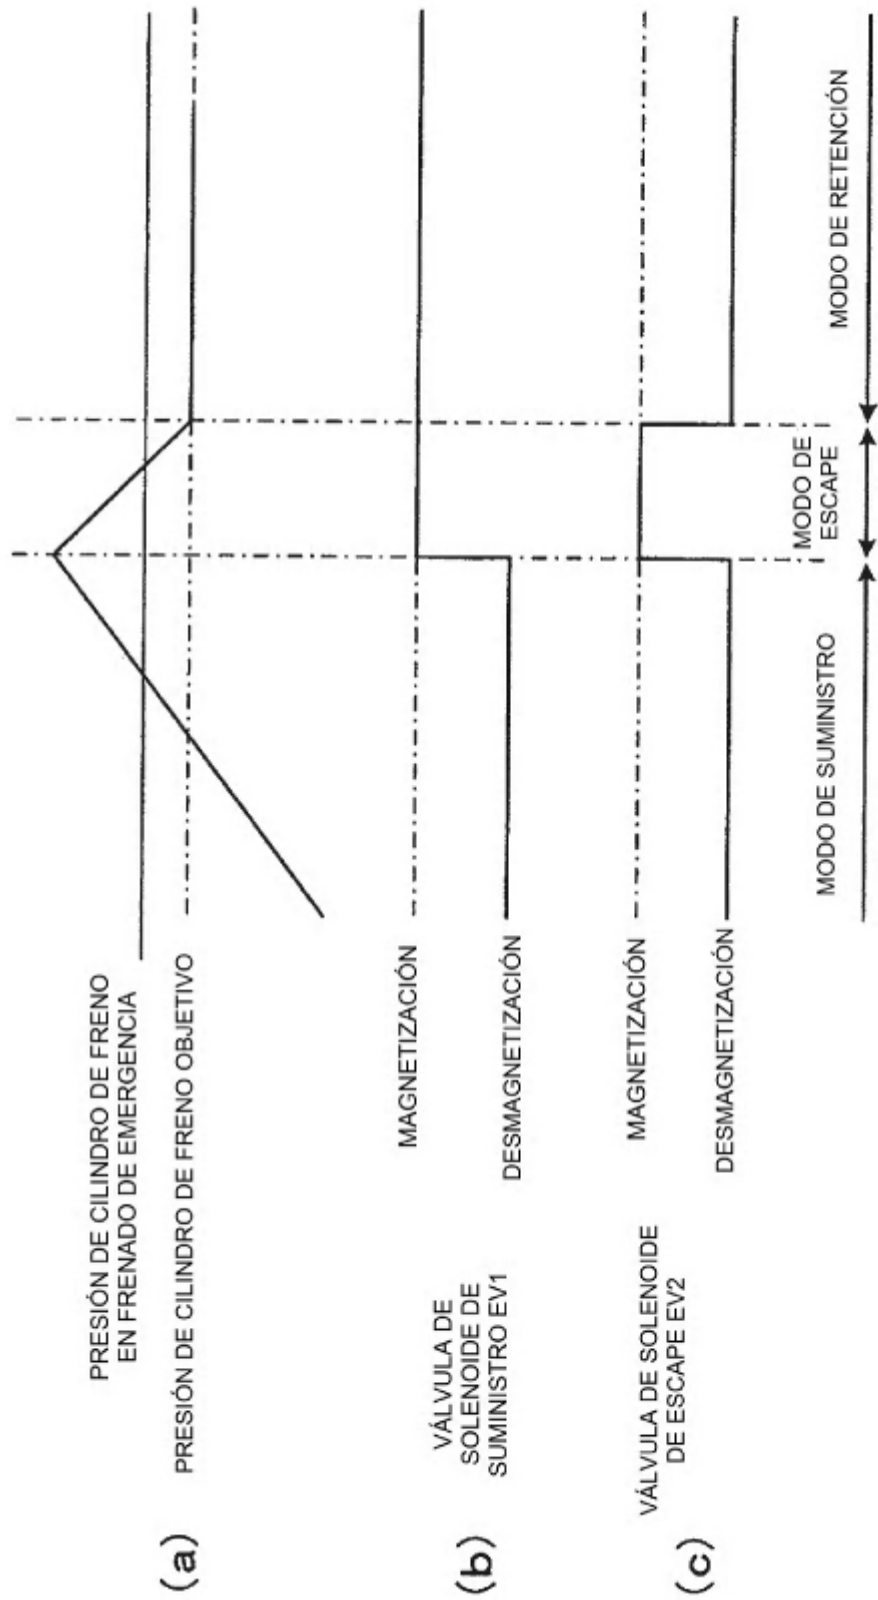 (a)
PRESIÓN DE CILINDRO DE FRENO
EN FRENADO DE EMERGENCIA
PRESIÓN DE CILINDRO DE FRENO OBJETIVO
(b)
VÁLVULA DE
SOLENOIDE DE
SUMINISTRO EV1
MAGNETIZACIÓN
DESMAGNETIZACIÓN
(c)
VÁLVULA DE SOLENOIDE
DE ESCAPE EV2
MAGNETIZACIÓN
DESMAGNETIZACIÓN
MODO DE SUMINISTRO
MODO DE
ESCAPE
MODO DE RETENCIÓN